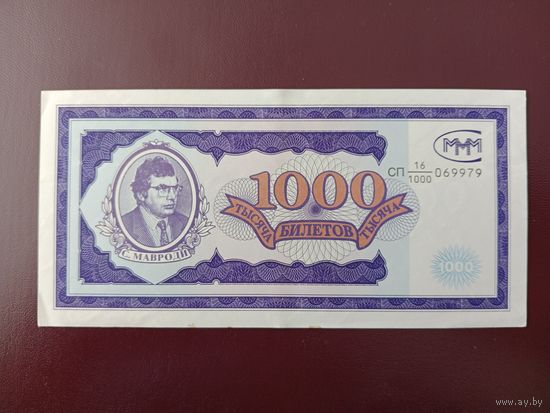 МММ
СП 16/1000 069979
1000
ТЫСЯЧА БИЛЕТОВ ТЫСЯЧА
С. МАВРОДИ
1000
www.ay.by